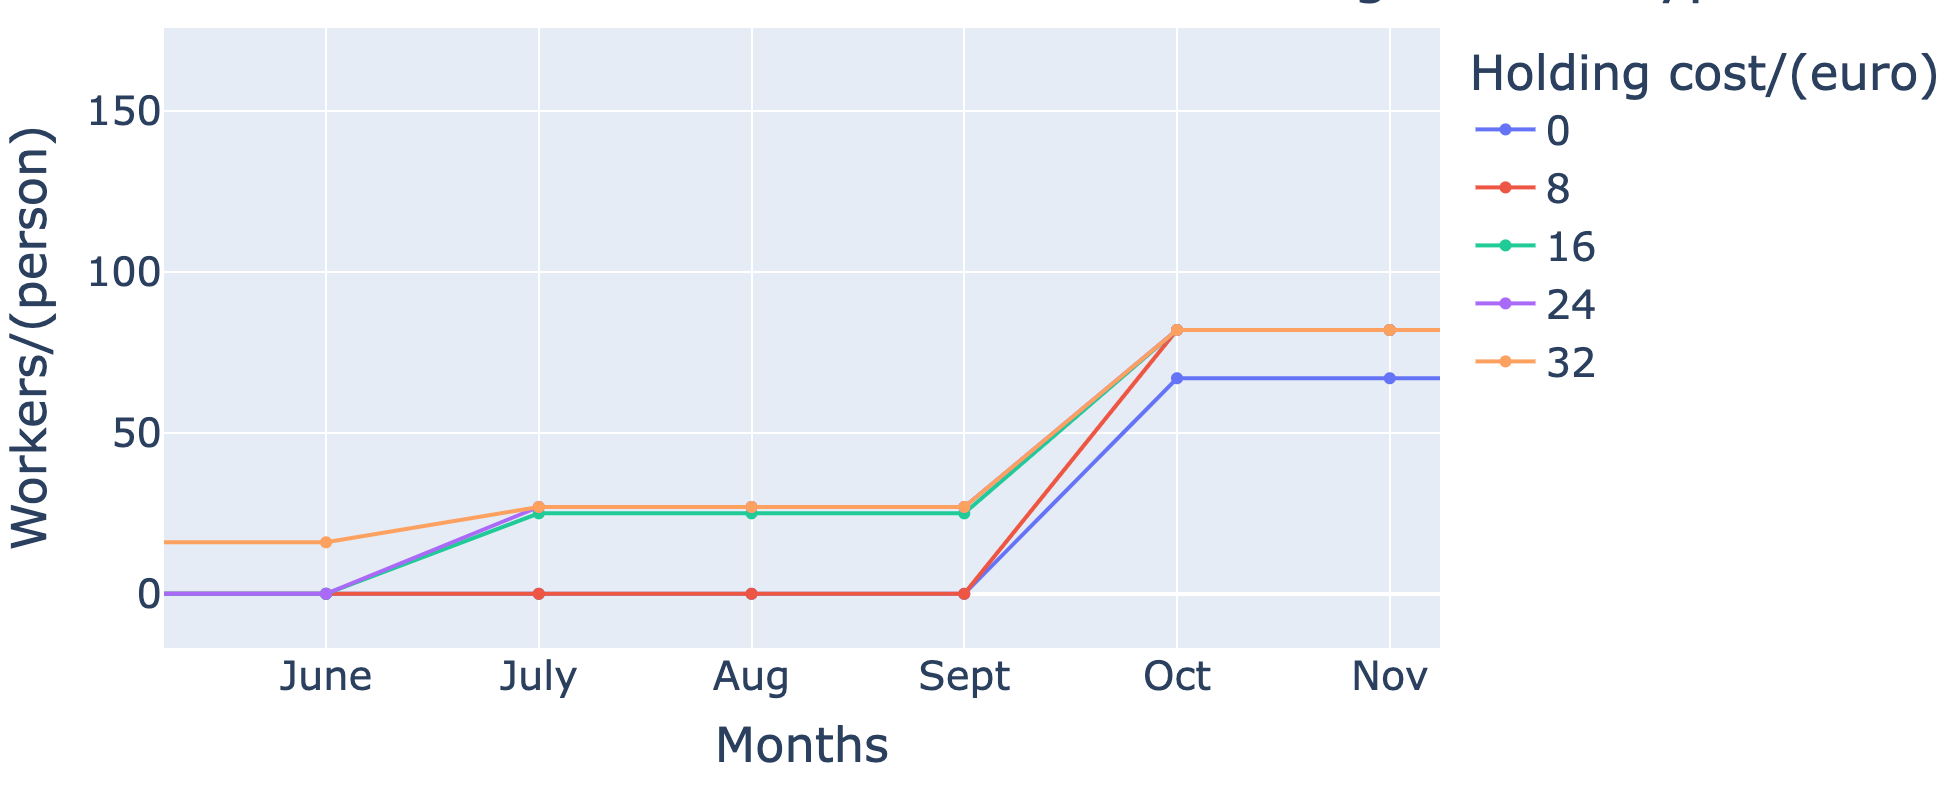 Holding cost/(euro)
0
8
16
24
32
Workers/(person)
150
100
50
0
June July Aug Sept Oct Nov
Months